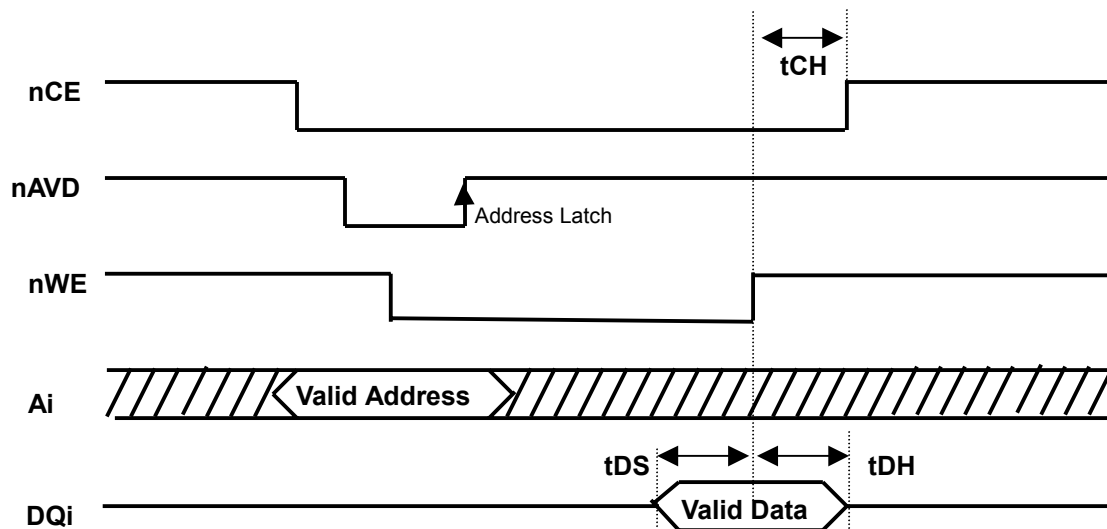 tCH
nCE
nAVD
Address Latch
nWE
Ai
Valid Address
tDS
tDH
DQi
Valid Data